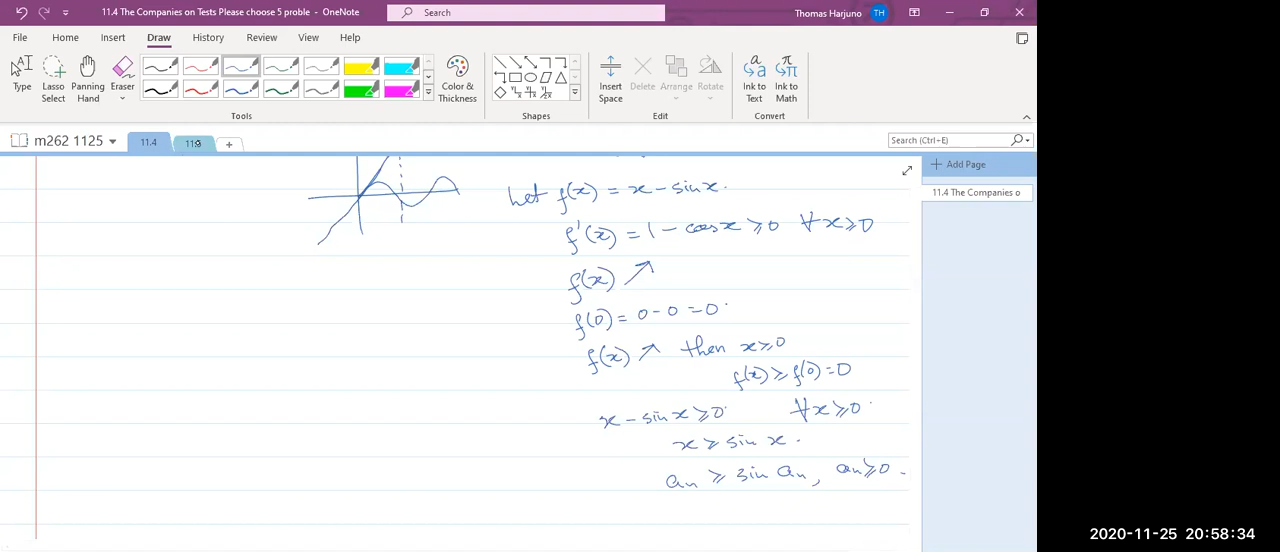 11.4 The Companies on Tests Please choose 5 proble - OneNote
Search
Thomas Harjuno
TH
File Home Insert Draw History Review View Help
Type
Lasso Select
Panning Hand
Eraser
Color & Thickness
Insert Space
Delete
Arrange
Rotate
Ink to Text
Ink to Math
Tools
Shapes
Edit
Convert
m262 1125
11.4
11.9
Search (Ctrl+E)
Add Page
11.4 The Companies o
Let f(x) = x - sin x.
f'(x) = 1 - cos x ⩾ 0 ∀ x ⩾ 0
f(x) ↗
f(0) = 0 - 0 = 0.
f(x) ↗ then x ⩾ 0
f(x) ⩾ f(0) = 0
x - sin x ⩾ 0. ∀ x ⩾ 0.
x ⩾ sin x.
an ⩾ sin an, an ⩾ 0.
2020-11-25 20:58:34